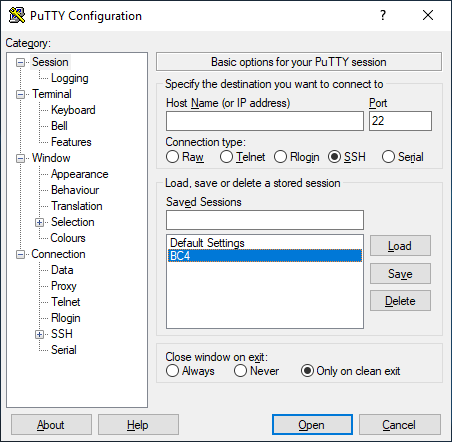 PuTTY Configuration
?
Category:
Session
Logging
Terminal
Keyboard
Bell
Features
Window
Appearance
Behaviour
Translation
Selection
Colours
Connection
Data
Proxy
Telnet
Rlogin
SSH
Serial
Basic options for your PuTTY session
Specify the destination you want to connect to
Host Name (or IP address) Port
22
Connection type:
Raw Telnet Rlogin SSH Serial
Load, save or delete a stored session
Saved Sessions
Default Settings
BC4
Load
Save
Delete
Close window on exit:
Always Never Only on clean exit
About Help Open Cancel